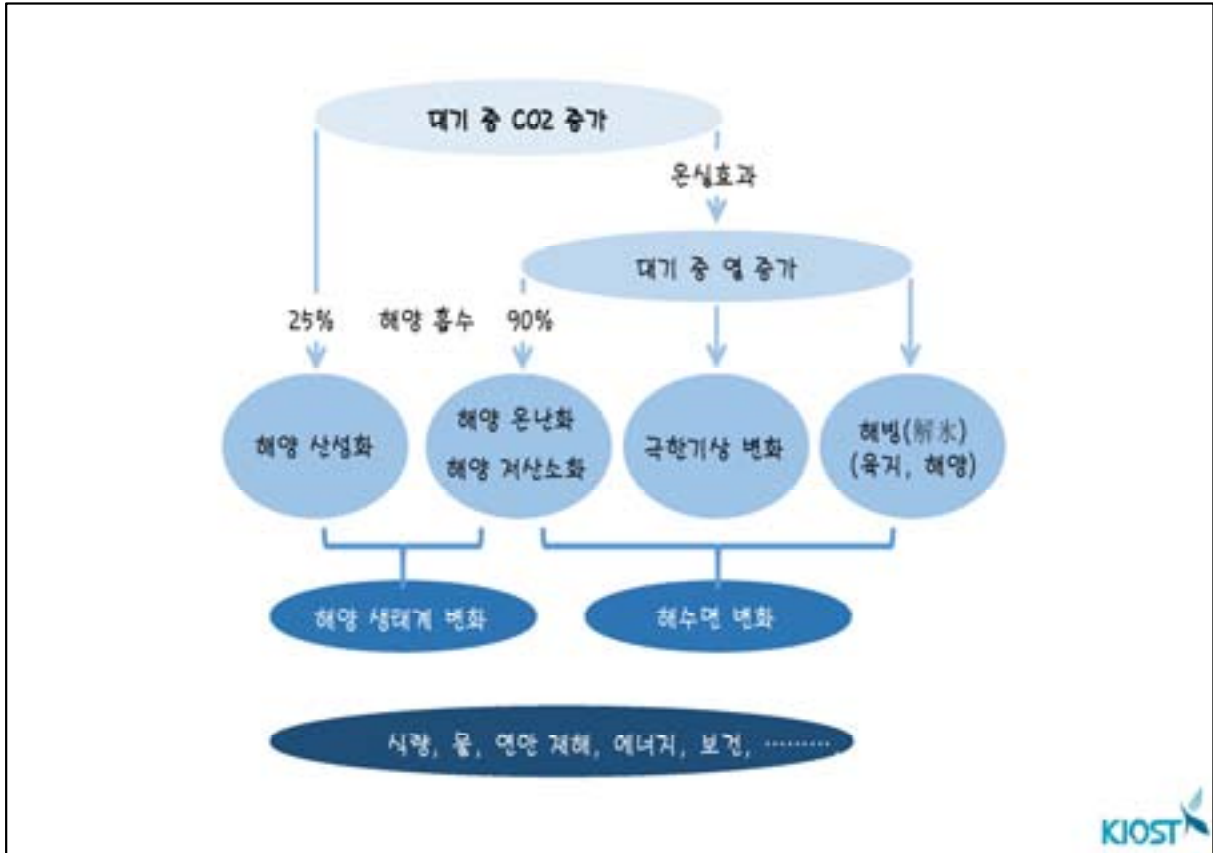 대기 중 CO2 증가
온실효과
대기 중 열 증가
25% 해양 흡수 90%
해양 산성화
해양 온난화
해양 저산소화
극한기상 변화
해빙(解氷)
(육지, 해양)
해양 생태계 변화
해수면 변화
식량, 물, 연안 재해, 에너지, 보건, ………
KIOST